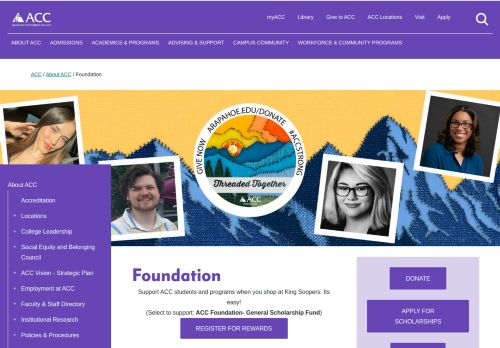 myACC Library Give to ACC ACC Locations Visit Apply
ACC
ABOUT ACC ADMISSIONS ACADEMICS & PROGRAMS ADVISING & SUPPORT CAMPUS COMMUNITY WORKFORCE & COMMUNITY PROGRAMS
ACC / About ACC / Foundation
GIVE NOW ARAPAHOE.EDU/DONATE #ACCSTRONG
Threaded Together
ACC
About ACC
Accreditation
Locations
College Leadership
Social Equity and Belonging
Council
ACC Vision - Strategic Plan
Employment at ACC
Faculty & Staff Directory
Institutional Research
Policies & Procedures
Foundation
Support ACC students and programs when you shop at King Soopers. Its
easy!
(Select to support: ACC Foundation- General Scholarship Fund)
REGISTER FOR REWARDS
DONATE
APPLY FOR
SCHOLARSHIPS